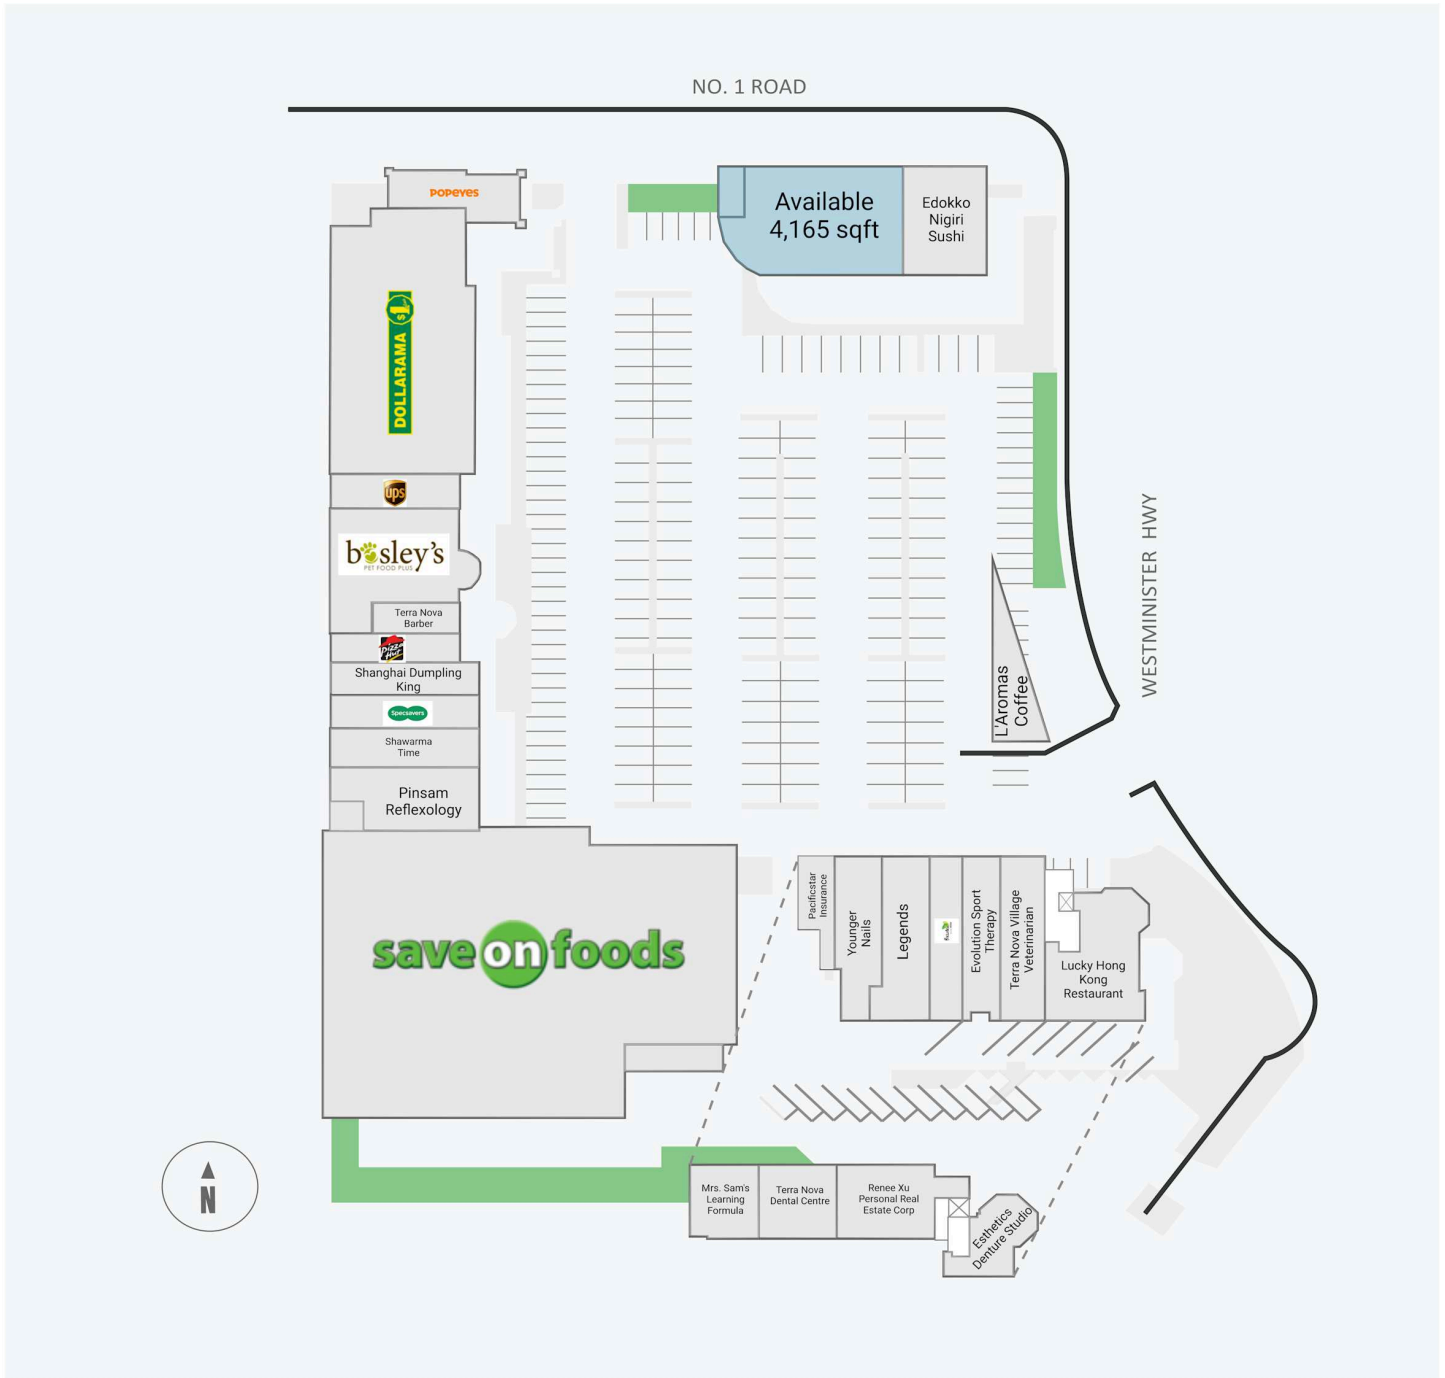 NO. 1 ROAD
POPEYES
Available
4,165 sqft
Edokko
Nigiri
Sushi
DOLLARAMA $1
ups
bosley's
PET FOOD PLUS
Terra Nova
Barber
Pizza
Hut
Shanghai Dumpling
King
Specsavers
Shawarma
Time
Pinsam
Reflexology
WESTMINISTER HWY
L'Aromas
Coffee
save on foods
Pacificstar
Insurance
Younger
Nails
Legends
Evolution Sport
Therapy
Terra Nova Village
Veterinarian
Lucky Hong
Kong
Restaurant
N
Mrs. Sam's
Learning
Formula
Terra Nova
Dental Centre
Renee Xu
Personal Real
Estate Corp
Esthetics
Denture Studio